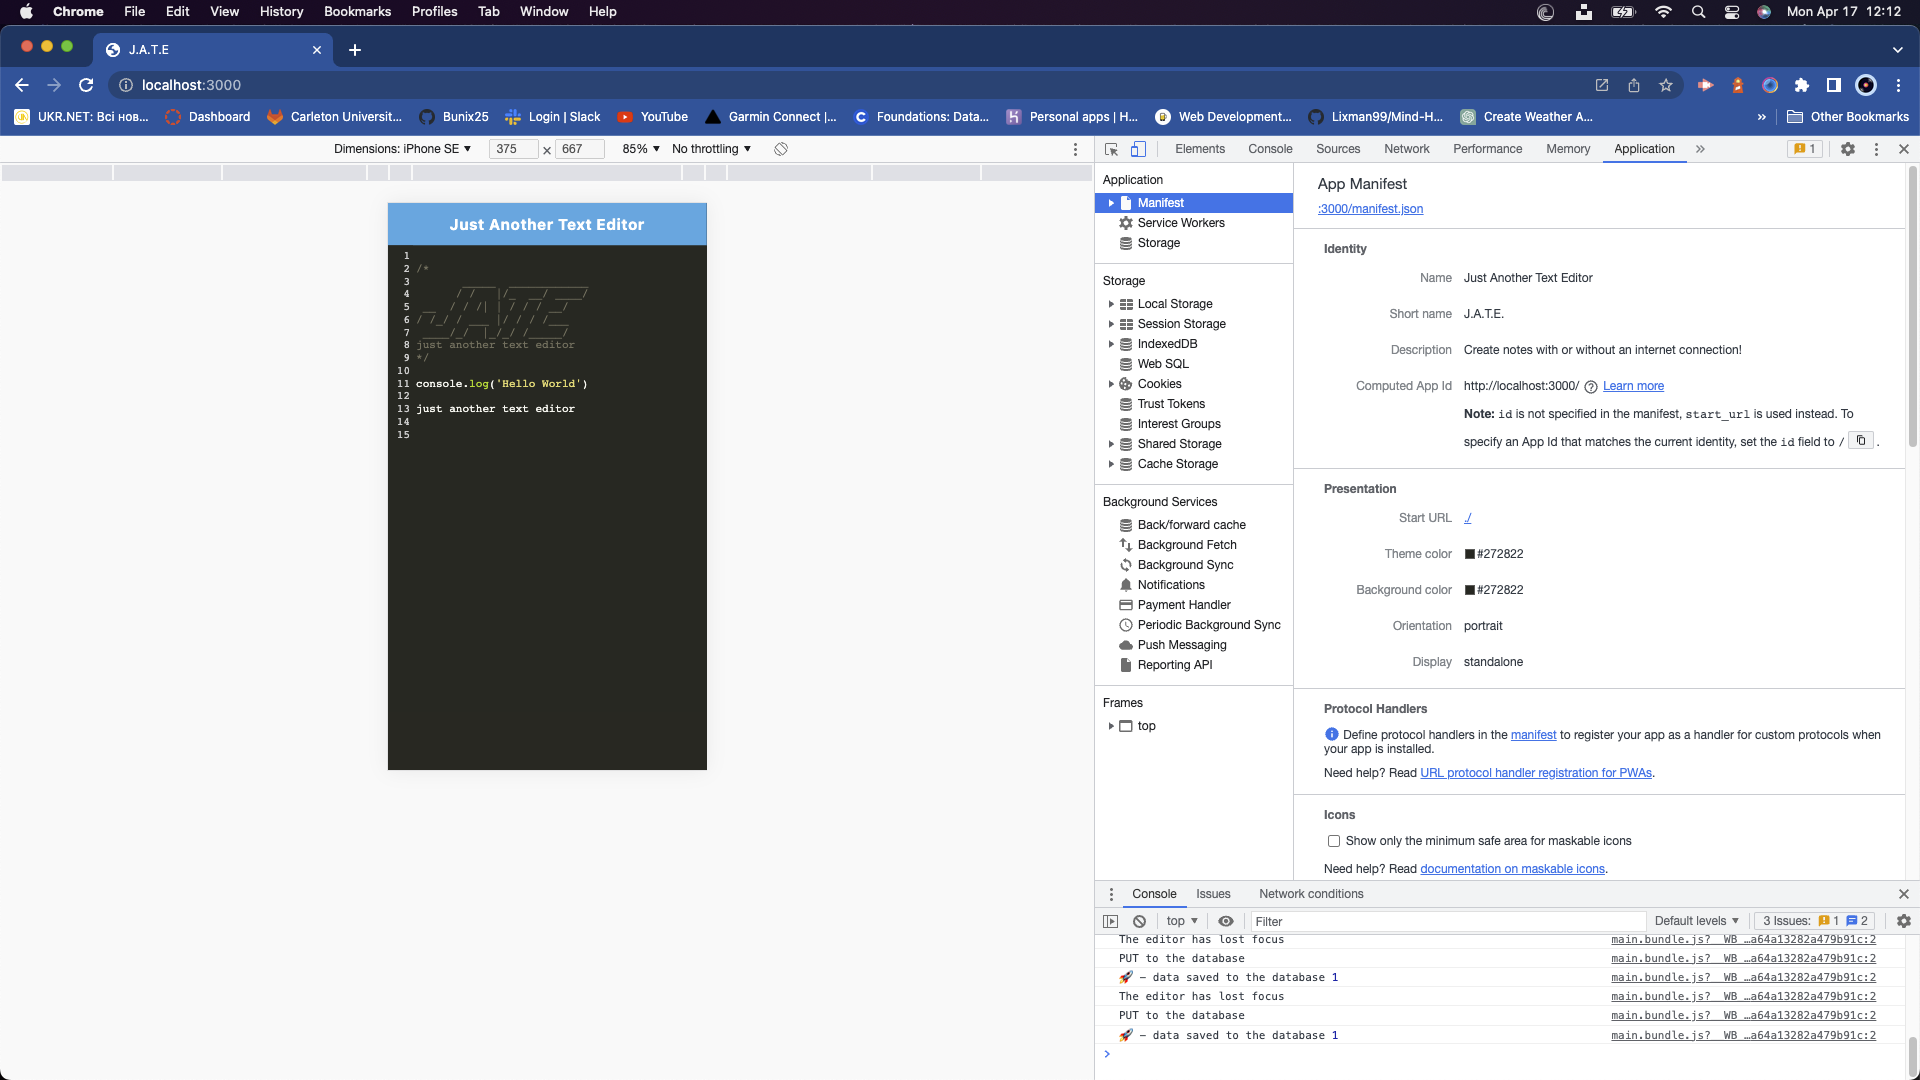 Chrome File Edit View History Bookmarks Profiles Tab Window Help Mon Apr 17 12:12
J.A.T.E
localhost:3000
UKR.NET: Всі нов... Dashboard Carleton Universit... Bunix25 Login | Slack YouTube Garmin Connect |... Foundations: Data... Personal apps | H... Web Development... Lixman99/Mind-H... Create Weather A... » Other Bookmarks
Dimensions: iPhone SE 375 × 667 85% No throttling
Elements Console Sources Network Performance Memory Application » 1
Just Another Text Editor
1
2 /*
3 _____ ____________
4 / / |/_ __/ ____/
5 __ / / /| | / / / __/
6 / /_/ / ___ |/ / / /___
7 ____/_/ |_/_/ /_____/
8 just another text editor
9 */
10
11 console.log('Hello World')
12
13 just another text editor
14
15
Application
Manifest
Service Workers
Storage
Storage
Local Storage
Session Storage
IndexedDB
Web SQL
Cookies
Trust Tokens
Interest Groups
Shared Storage
Cache Storage
Background Services
Back/forward cache
Background Fetch
Background Sync
Notifications
Payment Handler
Periodic Background Sync
Push Messaging
Reporting API
Frames
top
App Manifest
:3000/manifest.json
Identity
Name Just Another Text Editor
Short name J.A.T.E.
Description Create notes with or without an internet connection!
Computed App Id http://localhost:3000/ ? Learn more
Note: id is not specified in the manifest, start_url is used instead. To
specify an App Id that matches the current identity, set the id field to / .
Presentation
Start URL ./
Theme color #272822
Background color #272822
Orientation portrait
Display standalone
Protocol Handlers
Define protocol handlers in the manifest to register your app as a handler for custom protocols when
your app is installed.
Need help? Read URL protocol handler registration for PWAs.
Icons
Show only the minimum safe area for maskable icons
Need help? Read documentation on maskable icons.
Console Issues Network conditions
top Filter Default levels 3 Issues: 1 2
The editor has lost focus main.bundle.js?__WB_…a64a13282a479b91c:2
PUT to the database main.bundle.js?__WB_…a64a13282a479b91c:2
🚀 – data saved to the database 1 main.bundle.js?__WB_…a64a13282a479b91c:2
The editor has lost focus main.bundle.js?__WB_…a64a13282a479b91c:2
PUT to the database main.bundle.js?__WB_…a64a13282a479b91c:2
🚀 – data saved to the database 1 main.bundle.js?__WB_…a64a13282a479b91c:2
>